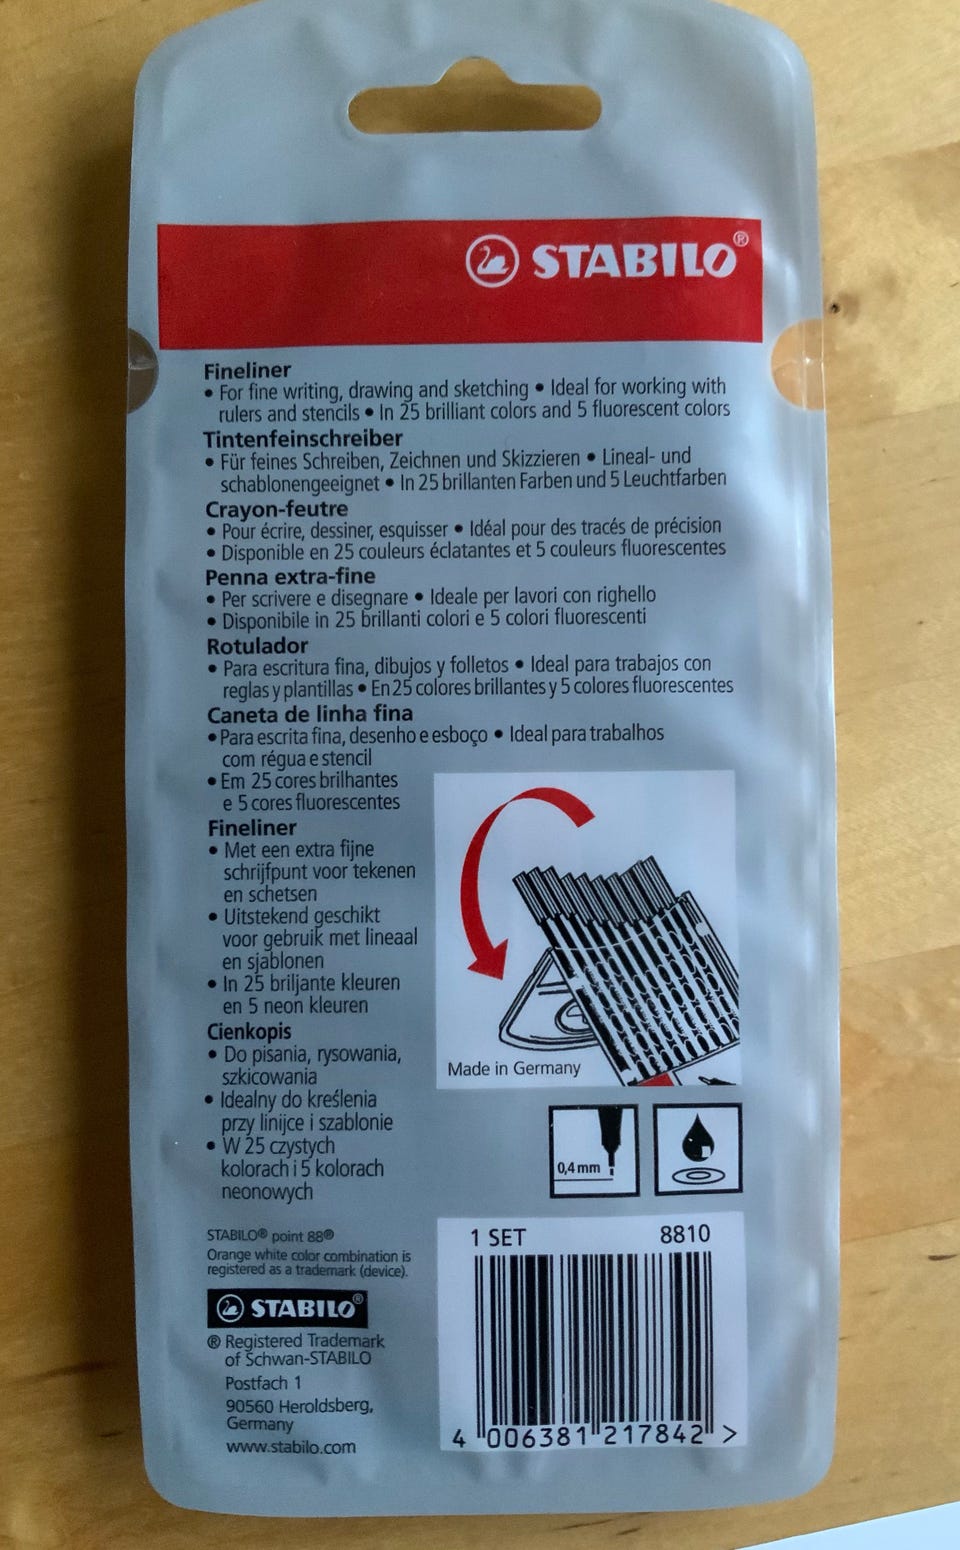 STABILO®
Fineliner
• For fine writing, drawing and sketching • Ideal for working with
rulers and stencils • In 25 brilliant colors and 5 fluorescent colors
Tintenfeinschreiber
• Für feines Schreiben, Zeichnen und Skizzieren • Lineal- und
schablonengeeignet • In 25 brillanten Farben und 5 Leuchtfarben
Crayon-feutre
• Pour écrire, dessiner, esquisser • Idéal pour des tracés de précision
• Disponible en 25 couleurs éclatantes et 5 couleurs fluorescentes
Penna extra-fine
• Per scrivere e disegnare • Ideale per lavori con righello
• Disponibile in 25 brillanti colori e 5 colori fluorescenti
Rotulador
• Para escritura fina, dibujos y folletos • Ideal para trabajos con
reglas y plantillas • En 25 colores brillantes y 5 colores fluorescentes
Caneta de linha fina
• Para escrita fina, desenho e esboço • Ideal para trabalhos
com régua e stencil
• Em 25 cores brilhantes
e 5 cores fluorescentes
Fineliner
• Met een extra fijne
schrijfpunt voor tekenen
en schetsen
• Uitstekend geschikt
voor gebruik met lineaal
en sjablonen
• In 25 briljante kleuren
en 5 neon kleuren
Cienkopis
• Do pisania, rysowania,
szkicowania
• Idealny do kreślenia
przy linijce i szablonie
• W 25 czystych
kolorach i 5 kolorach
neonowych
Made in Germany
0,4 mm
STABILO® point 88®
Orange white color combination is
registered as a trademark (device).
STABILO®
® Registered Trademark
of Schwan-STABILO
Postfach 1
90560 Heroldsberg,
Germany
www.stabilo.com
1 SET 8810
4 006381 217842 >